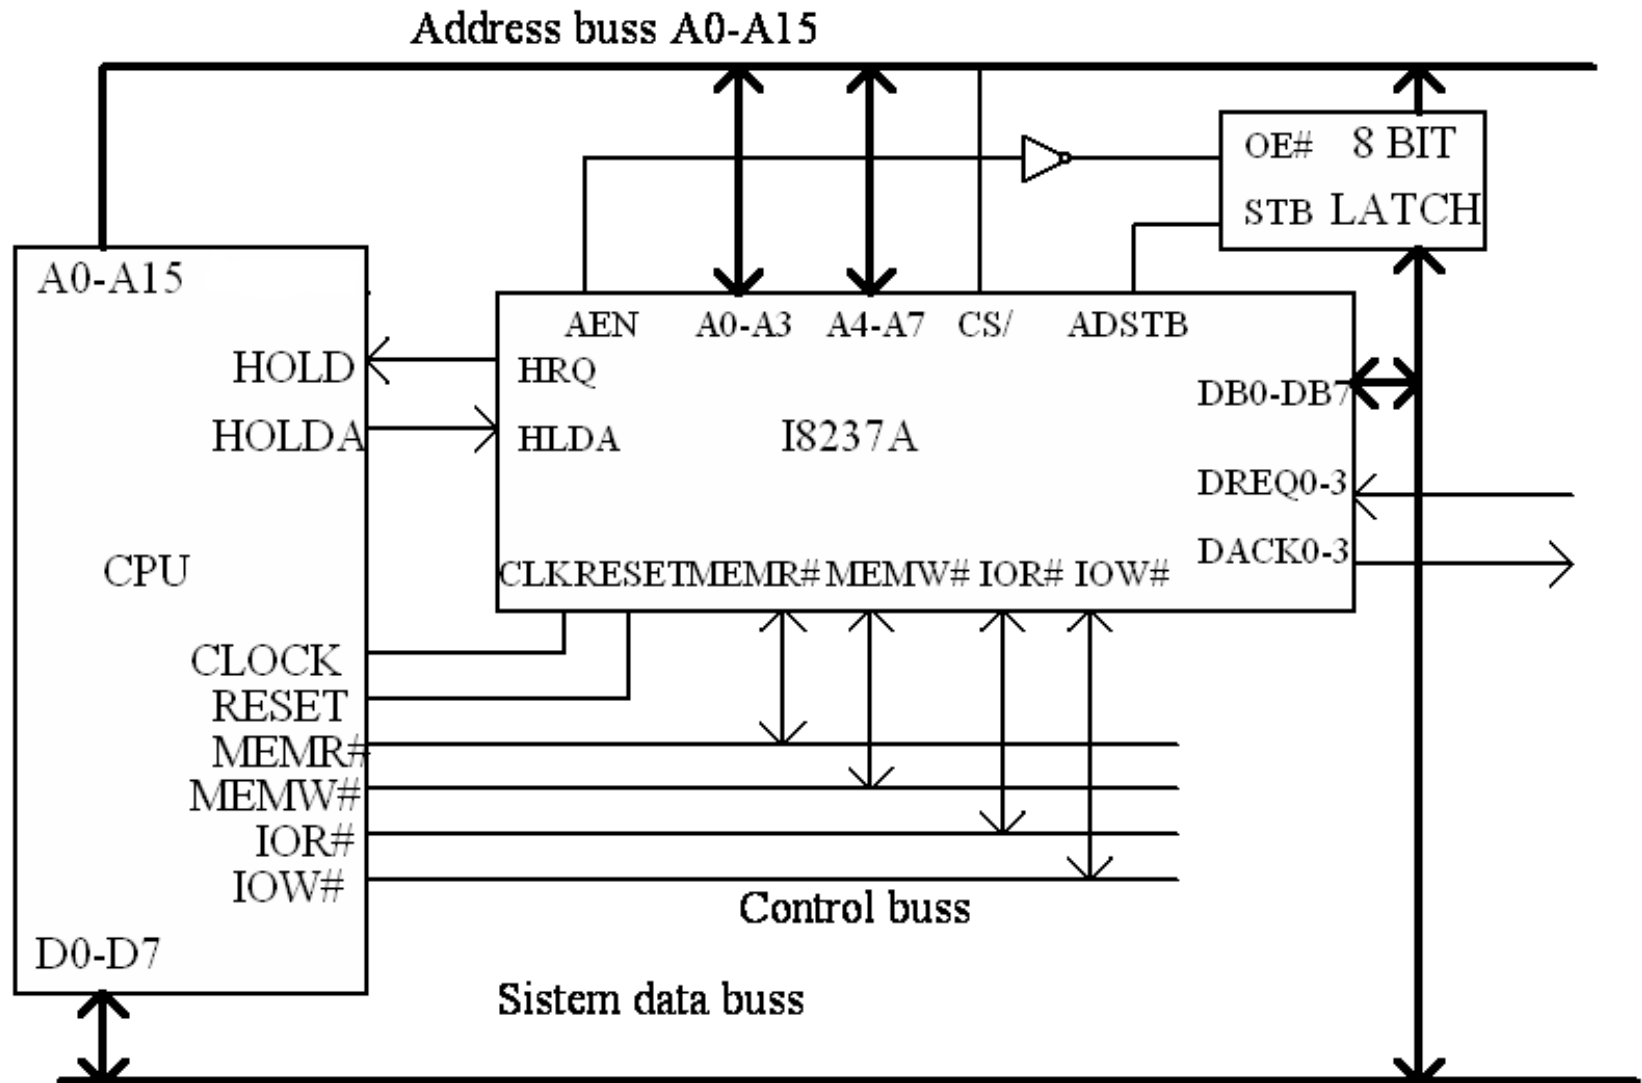 Address buss A0-A15
OE# 8 BIT
STB LATCH
A0-A15
AEN A0-A3 A4-A7 CS/ ADSTB
HOLD HRQ
DB0-DB7
HOLDA HLDA I8237A
DREQ0-3
DACK0-3
CPU CLKRESETMEMR# MEMW# IOR# IOW#
CLOCK
RESET
MEMR#
MEMW#
IOR#
IOW#
Control buss
D0-D7
Sistem data buss